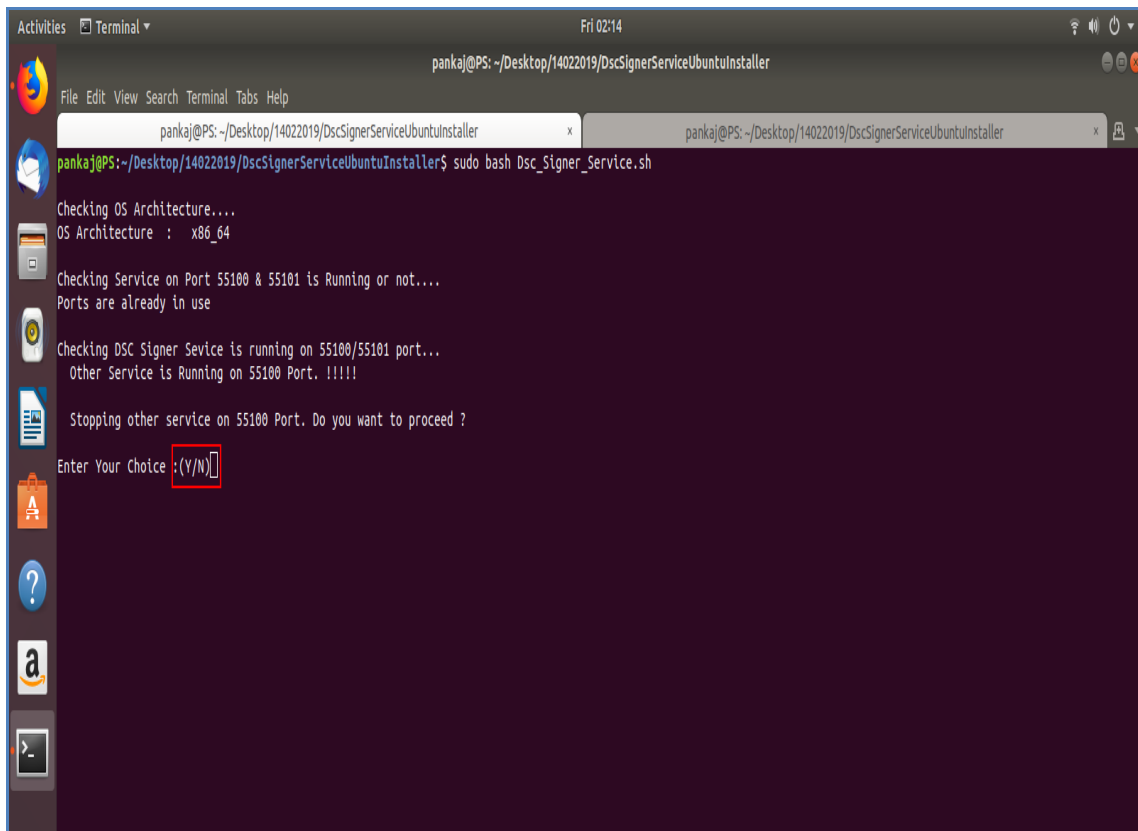 Activities Terminal Fri 02:14
pankaj@PS: ~/Desktop/14022019/DscSignerServiceUbuntuInstaller
File Edit View Search Terminal Tabs Help
pankaj@PS: ~/Desktop/14022019/DscSignerServiceUbuntuInstaller x pankaj@PS: ~/Desktop/14022019/DscSignerServiceUbuntuInstaller x
pankaj@PS:~/Desktop/14022019/DscSignerServiceUbuntuInstaller$ sudo bash Dsc_Signer_Service.sh
Checking OS Architecture....
OS Architecture : x86_64
Checking Service on Port 55100 & 55101 is Running or not....
Ports are already in use
Checking DSC Signer Sevice is running on 55100/55101 port...
Other Service is Running on 55100 Port. !!!!!
Stopping other service on 55100 Port. Do you want to proceed ?
Enter Your Choice :(Y/N)